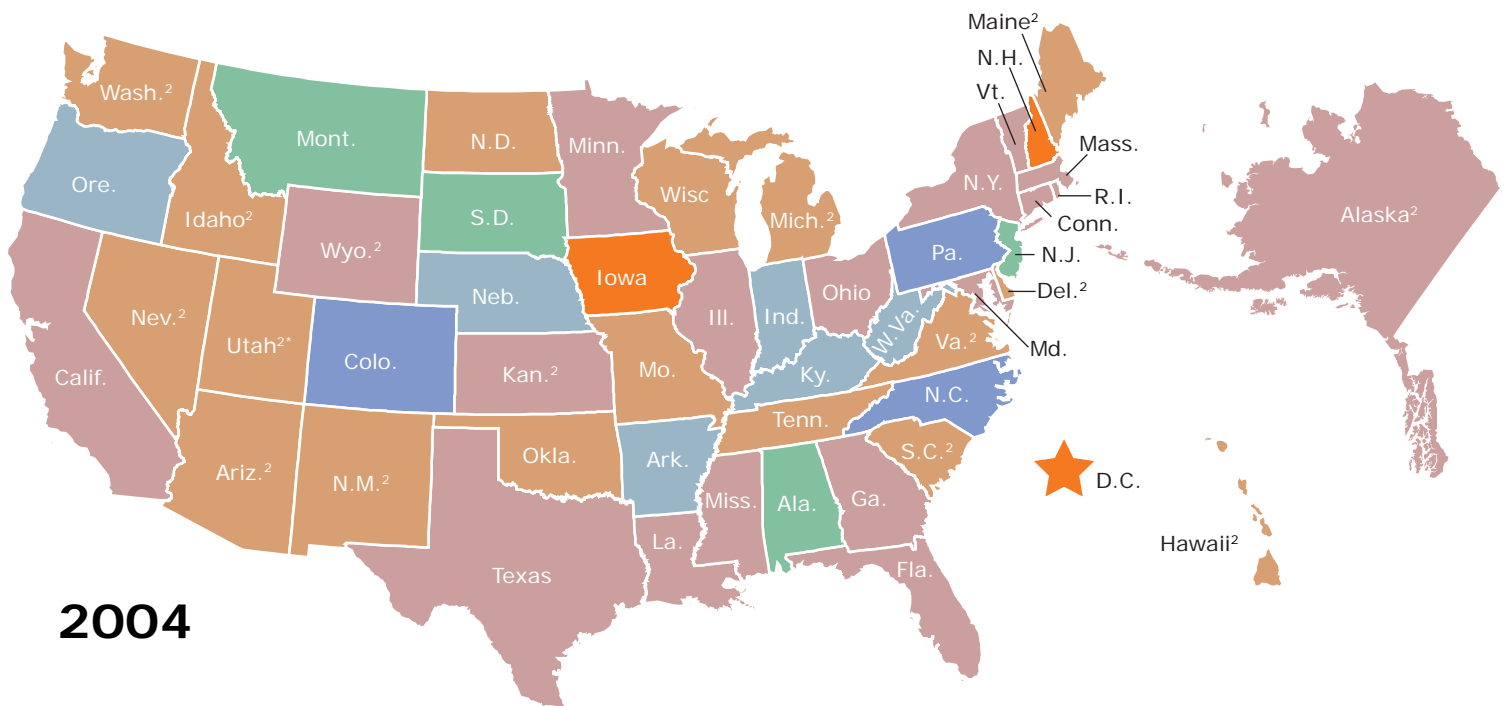 Maine²
N.H.
Vt.
Wash.²
Mont.
N.D.
Minn.
Mass.
Ore.
Idaho²
S.D.
Wisc
Mich.²
N.Y.
R.I.
Conn.
Alaska²
Wyo.²
Iowa
Pa.
N.J.
Neb.
Ohio
Del.²
Nev.²
Utah²*
Colo.
Ill.
Ind.
W.Va.
Va.²
Md.
Calif.
Kan.²
Mo.
Ky.
N.C.
Tenn.
Ariz.²
N.M.²
Okla.
Ark.
S.C.²
D.C.
Miss.
Ala.
Ga.
La.
Hawaii²
Texas
Fla.
2004